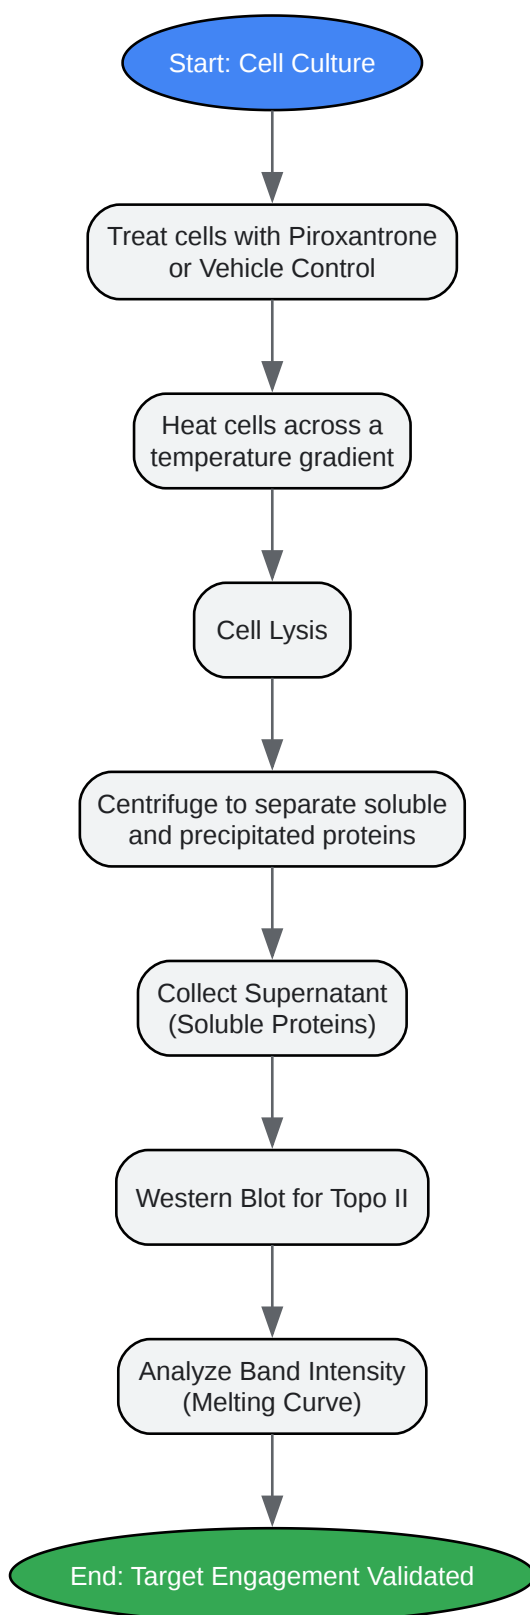 Start: Cell Culture
Treat cells with Piroxantrone
or Vehicle Control
Heat cells across a
temperature gradient
Cell Lysis
Centrifuge to separate soluble
and precipitated proteins
Collect Supernatant
(Soluble Proteins)
Western Blot for Topo II
Analyze Band Intensity
(Melting Curve)
End: Target Engagement Validated